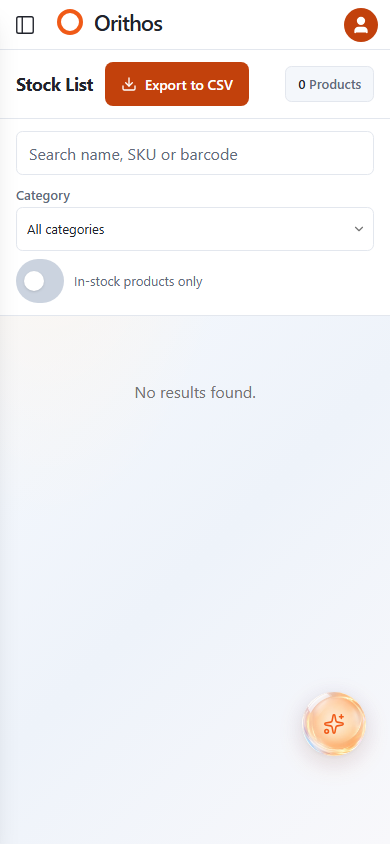 Orithos
Stock List
Export to CSV
0 Products
Search name, SKU or barcode
Category
All categories
In-stock products only
No results found.